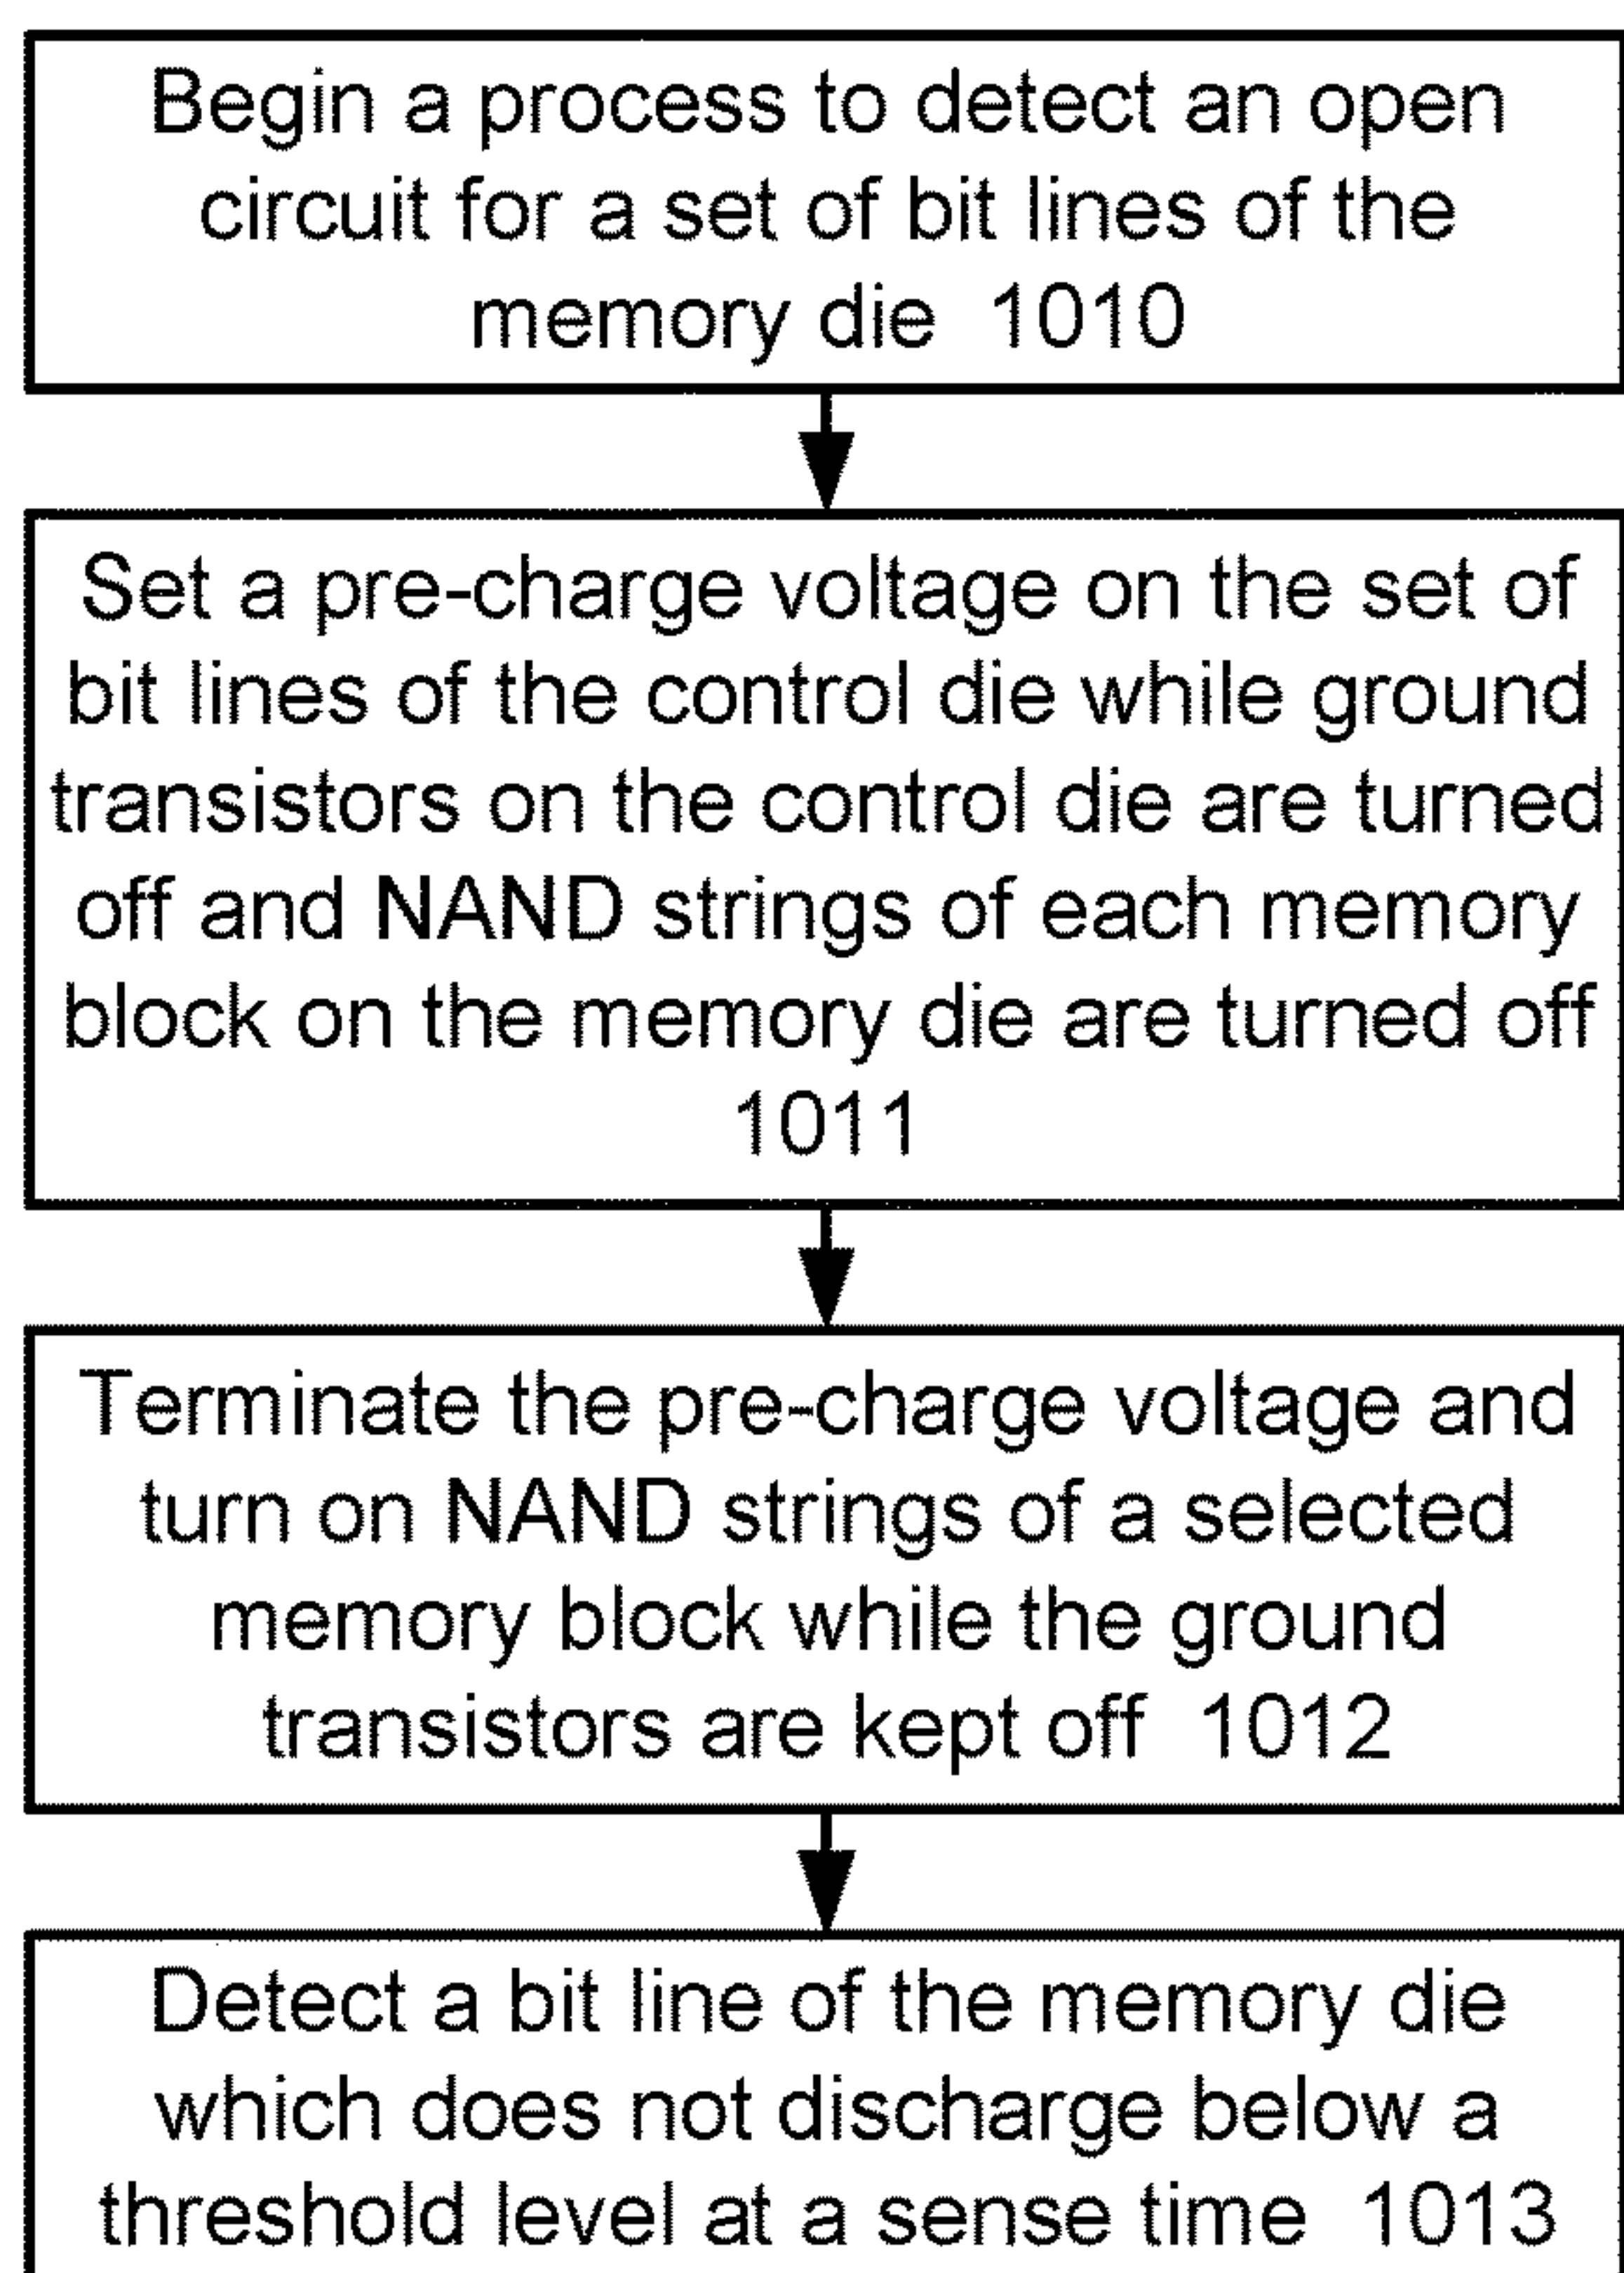 Begin a process to detect an open
circuit for a set of bit lines of the
memory die 1010
Set a pre-charge voltage on the set of
bit lines of the control die while ground
transistors on the control die are turned
off and NAND strings of each memory
block on the memory die are turned off
1011
Terminate the pre-charge voltage and
turn on NAND strings of a selected
memory block while the ground
transistors are kept off 1012
Detect a bit line of the memory die
which does not discharge below a
threshold level at a sense time 1013